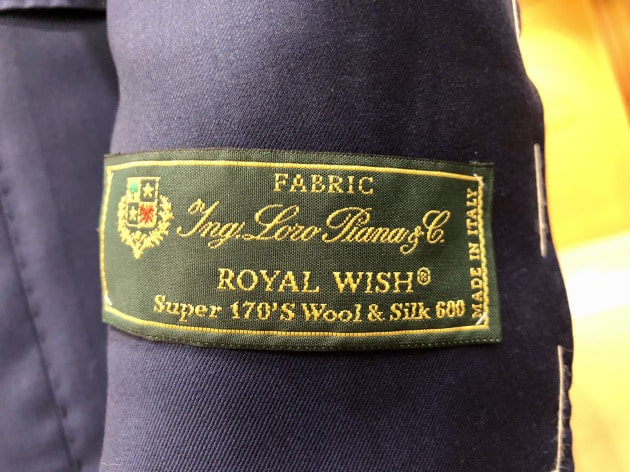 FABRIC
Ing. Loro Piana & C.
ROYAL WISH®
Super 170'S Wool & Silk 600
MADE IN ITALY